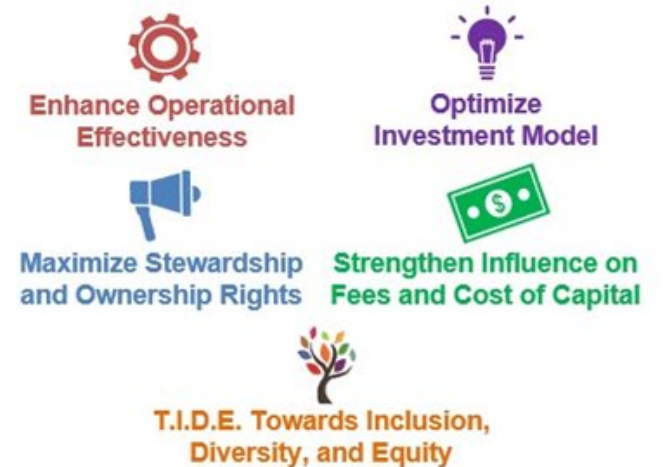 Enhance Operational
Effectiveness
Optimize
Investment Model
Maximize Stewardship
and Ownership Rights
$
Strengthen Influence on
Fees and Cost of Capital
T.I.D.E. Towards Inclusion,
Diversity, and Equity